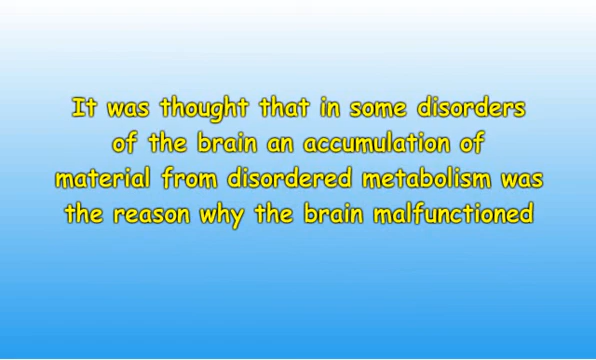 It was thought that in some disorders
of the brain an accumulation of
material from disordered metabolism was
the reason why the brain malfunctioned